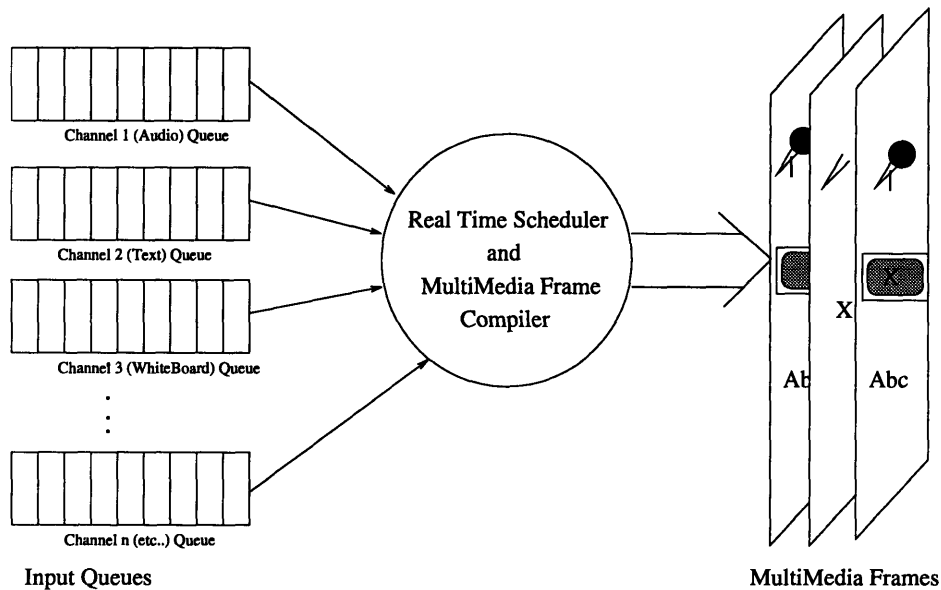 Channel 1 (Audio) Queue
Channel 2 (Text) Queue
Channel 3 (WhiteBoard) Queue
Channel n (etc..) Queue
Input Queues
Real Time Scheduler
and
MultiMedia Frame
Compiler
Ab
X
X
Abc
MultiMedia Frames